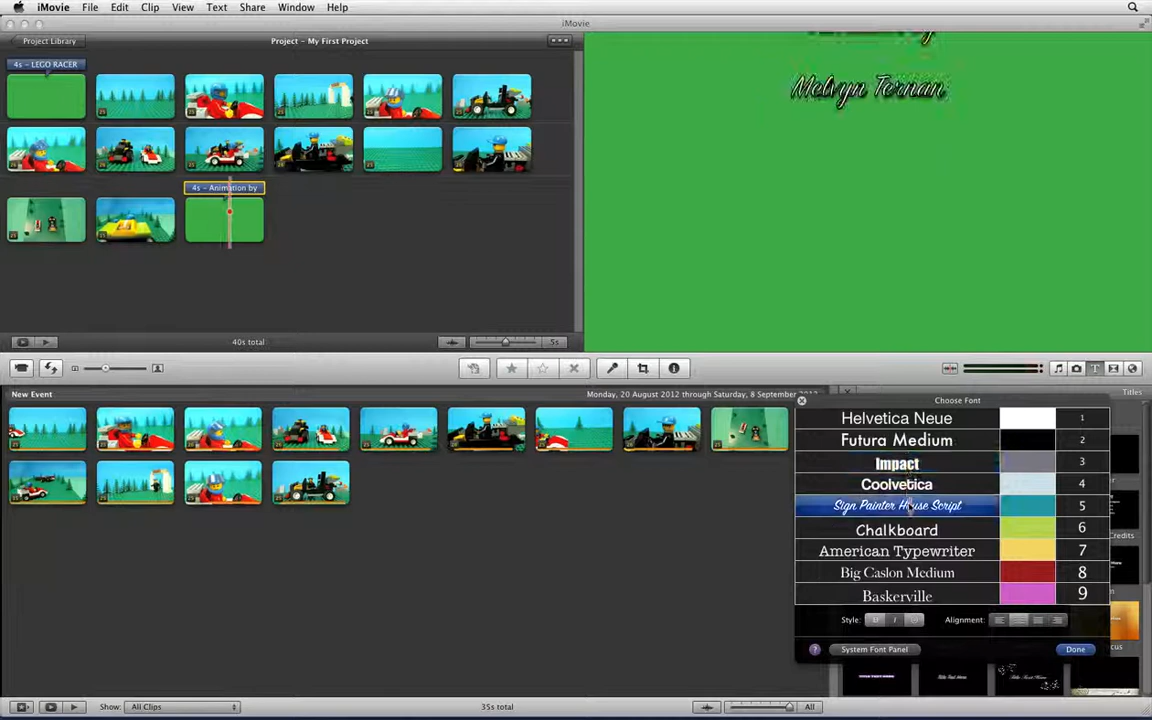 iMovie File Edit Clip View Text Share Window Help
iMovie
Project Library
Project - My First Project
4s - LEGO RACER
Melvyn Ternan
4s - Animation by
40s total
5s
New Event
Monday, 20 August 2012 through Saturday, 8 September
Titles
Choose Font
Helvetica Neue 1
Futura Medium 2
Impact 3
Coolvetica 4
Sign Painter House Script 5
Chalkboard 6
American Typewriter 7
Big Caslon Medium 8
Baskerville 9
Credits
Style:
Alignment:
?
System Font Panel
Done
Show: All Clips
35s total
All